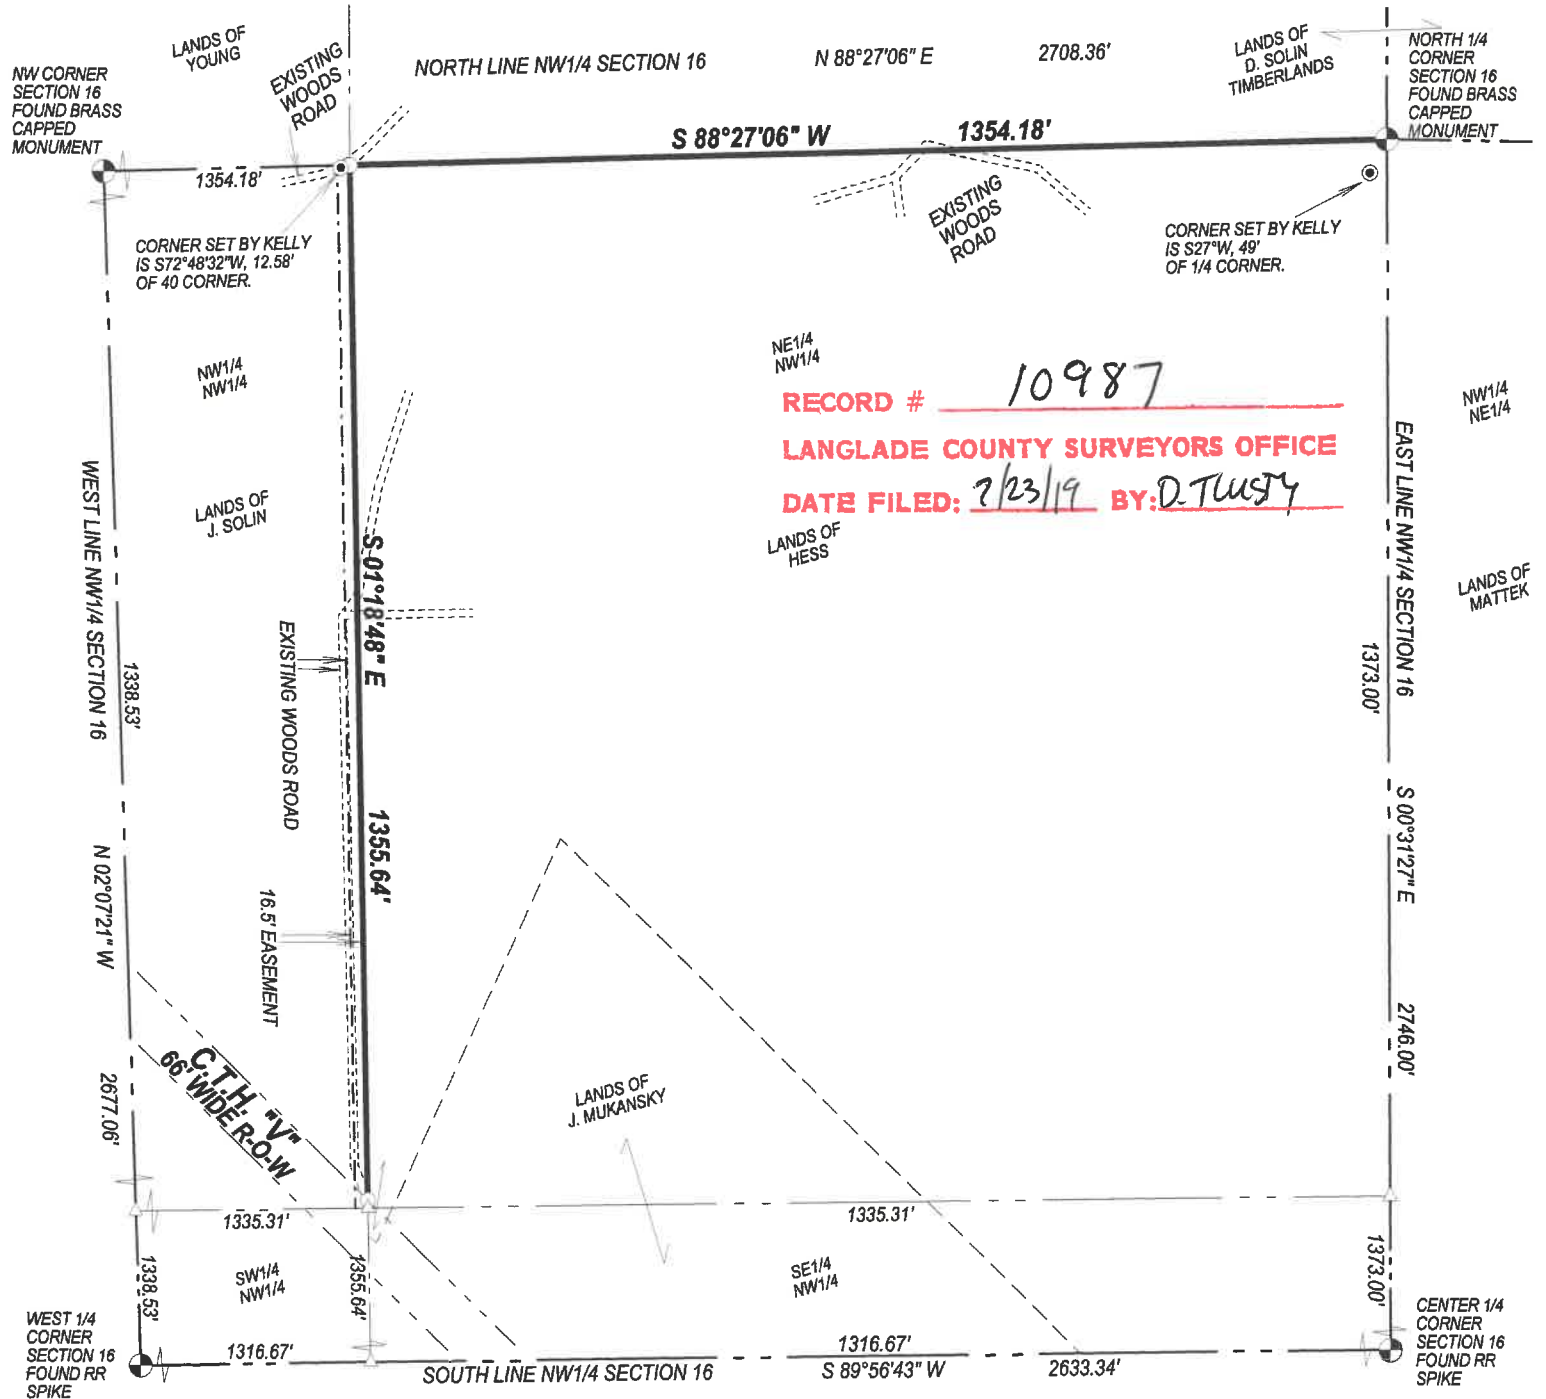 LANDS OF
YOUNG
EXISTING
WOODS
ROAD
NORTH LINE NW1/4 SECTION 16
N 88°27'06" E
2708.36'
LANDS OF
D. SOLIN
TIMBERLANDS
NORTH 1/4
CORNER
SECTION 16
FOUND BRASS
CAPPED
MONUMENT
NW CORNER
SECTION 16
FOUND BRASS
CAPPED
MONUMENT
S 88°27'06" W
1354.18'
1354.18'
CORNER SET BY KELLY
IS S72°48'32"W, 12.58'
OF 40 CORNER.
EXISTING
WOODS
ROAD
CORNER SET BY KELLY
IS S27°W, 49'
OF 1/4 CORNER.
NW1/4
NW1/4
NE1/4
NW1/4
NW1/4
NE1/4
RECORD # 10987
LANGLADE COUNTY SURVEYORS OFFICE
DATE FILED: 7/23/19 BY: D. TLUSTY
LANDS OF
HESS
LANDS OF
J. SOLIN
LANDS OF
MATTEK
WEST LINE NW1/4 SECTION 16
1338.53'
N 02°07'21" W
2677.06'
EXISTING WOODS ROAD
16.5' EASEMENT
S 01°18'48" E
1355.64'
EAST LINE NW1/4 SECTION 16
1373.00'
S 00°31'27" E
2746.00'
C.T.H. "V"
66' WIDE R-O-W
LANDS OF
J. MUKANSKY
1335.31'
1335.31'
1338.53'
SW1/4
NW1/4
1355.64'
SE1/4
NW1/4
1373.00'
WEST 1/4
CORNER
SECTION 16
FOUND RR
SPIKE
1316.67'
SOUTH LINE NW1/4 SECTION 16
1316.67'
S 89°56'43" W
2633.34'
CENTER 1/4
CORNER
SECTION 16
FOUND RR
SPIKE